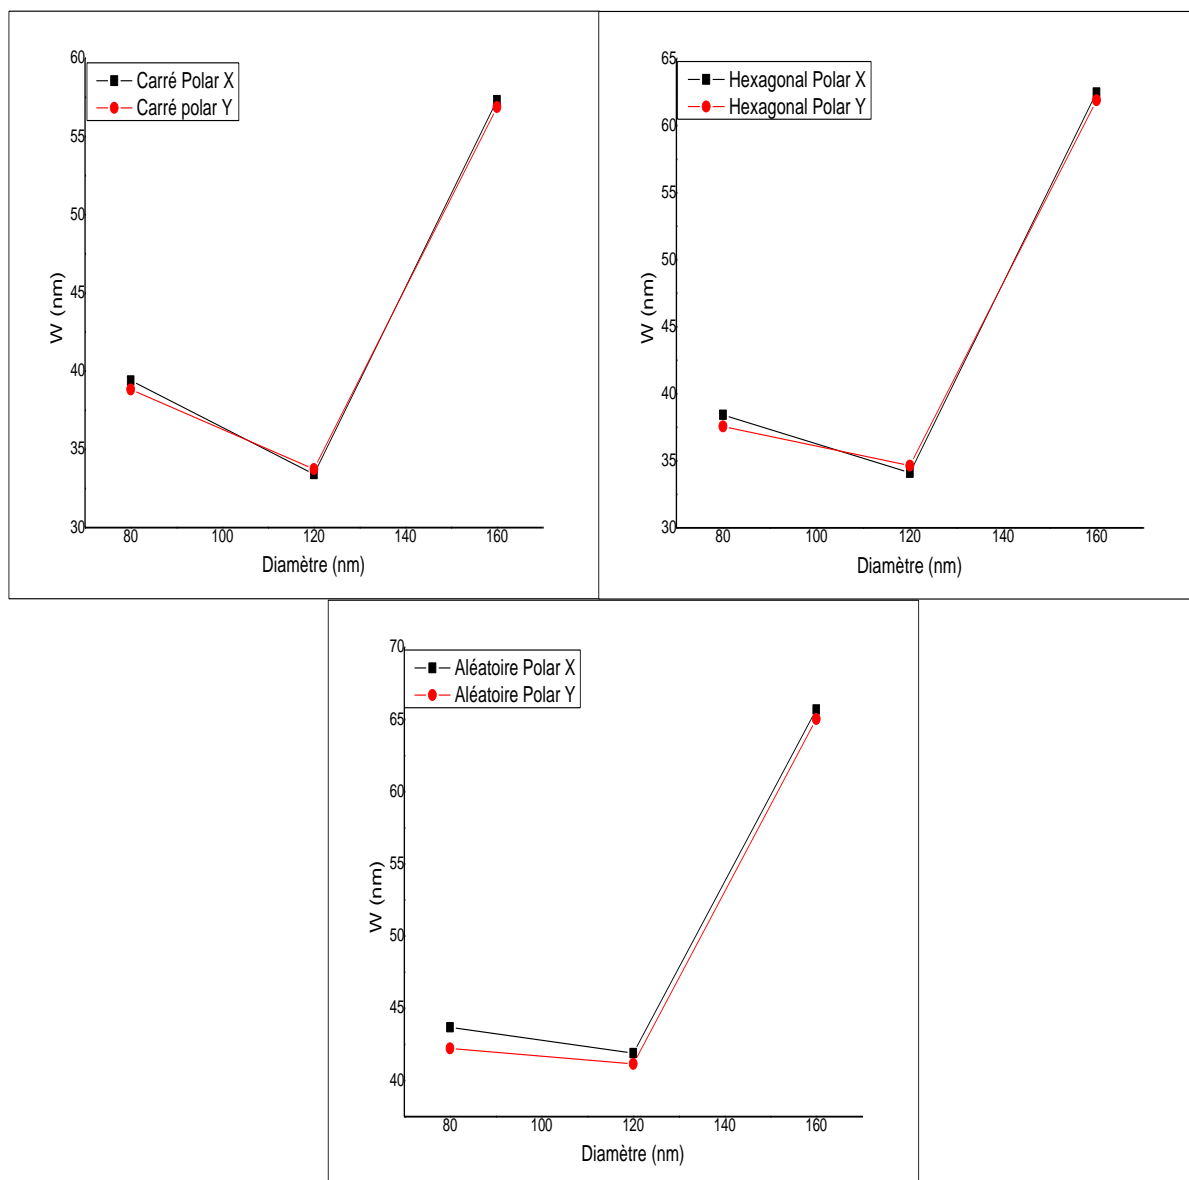 60
55
50
45
40
35
30
W (nm)
Carré Polar X
Carré polar Y
80 100 120 140 160
Diamètre (nm)
65
60
55
50
45
40
35
30
W (nm)
Hexagonal Polar X
Hexagonal Polar Y
80 100 120 140 160
Diamètre (nm)
70
65
60
55
50
45
40
W (nm)
Aléatoire Polar X
Aléatoire Polar Y
80 100 120 140 160
Diamètre (nm)